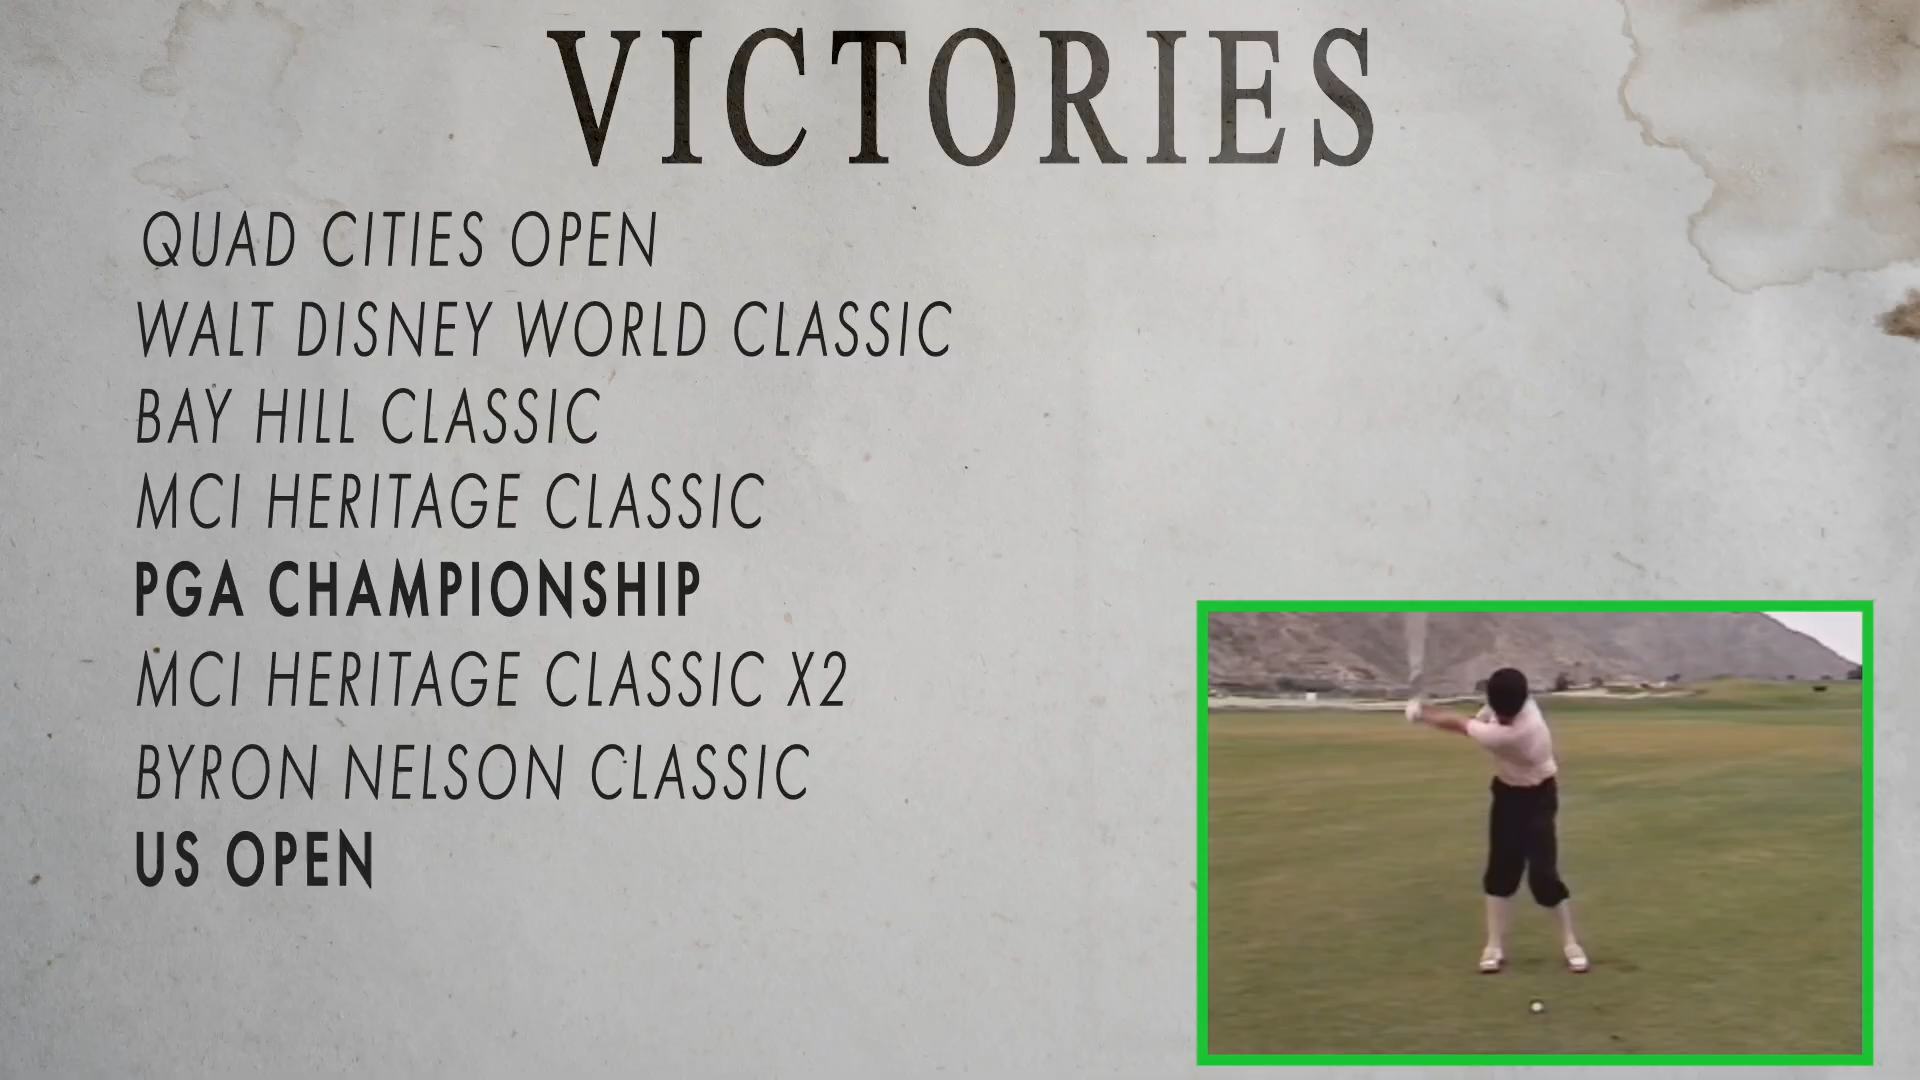 VICTORIES
QUAD CITIES OPEN
WALT DISNEY WORLD CLASSIC
BAY HILL CLASSIC
MCI HERITAGE CLASSIC
PGA CHAMPIONSHIP
MCI HERITAGE CLASSIC X2
BYRON NELSON CLASSIC
US OPEN